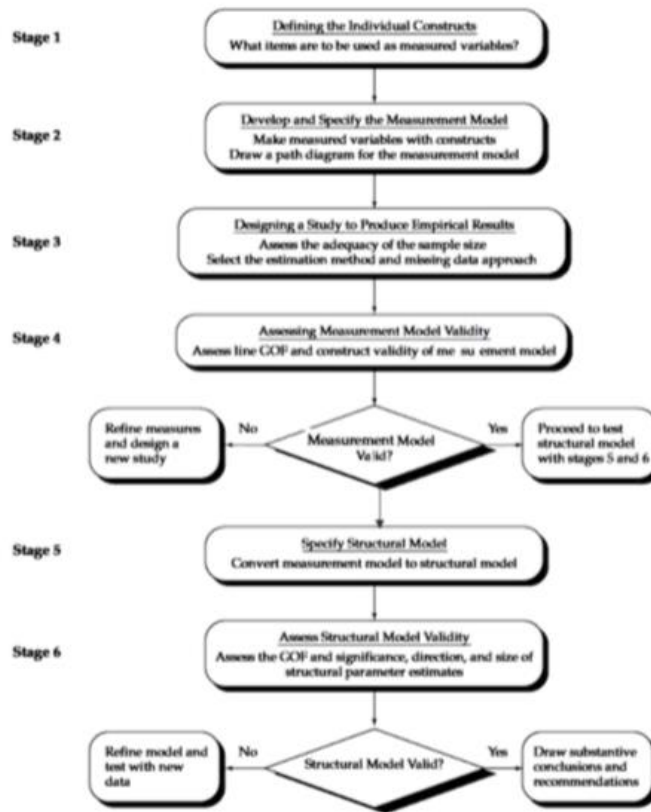 Stage 1
Defining the Individual Constructs
What items are to be used as measured variables?
Stage 2
Develop and Specify the Measurement Model
Make measured variables with constructs
Draw a path diagram for the measurement model
Stage 3
Designing a Study to Produce Empirical Results
Assess the adequacy of the sample size
Select the estimation method and missing data approach
Stage 4
Assessing Measurement Model Validity
Assess line GOF and construct validity of me su ement model
Refine measures
and design a
new study
No
Measurement Model
Valid?
Yes
Proceed to test
structural model
with stages 5 and 6
Stage 5
Specify Structural Model
Convert measurement model to structural model
Stage 6
Assess Structural Model Validity
Assess the GOF and significance, direction, and size of
structural parameter estimates
Refine model and
test with new
data
No
Structural Model Valid?
Yes
Draw substantive
conclusions and
recommendations